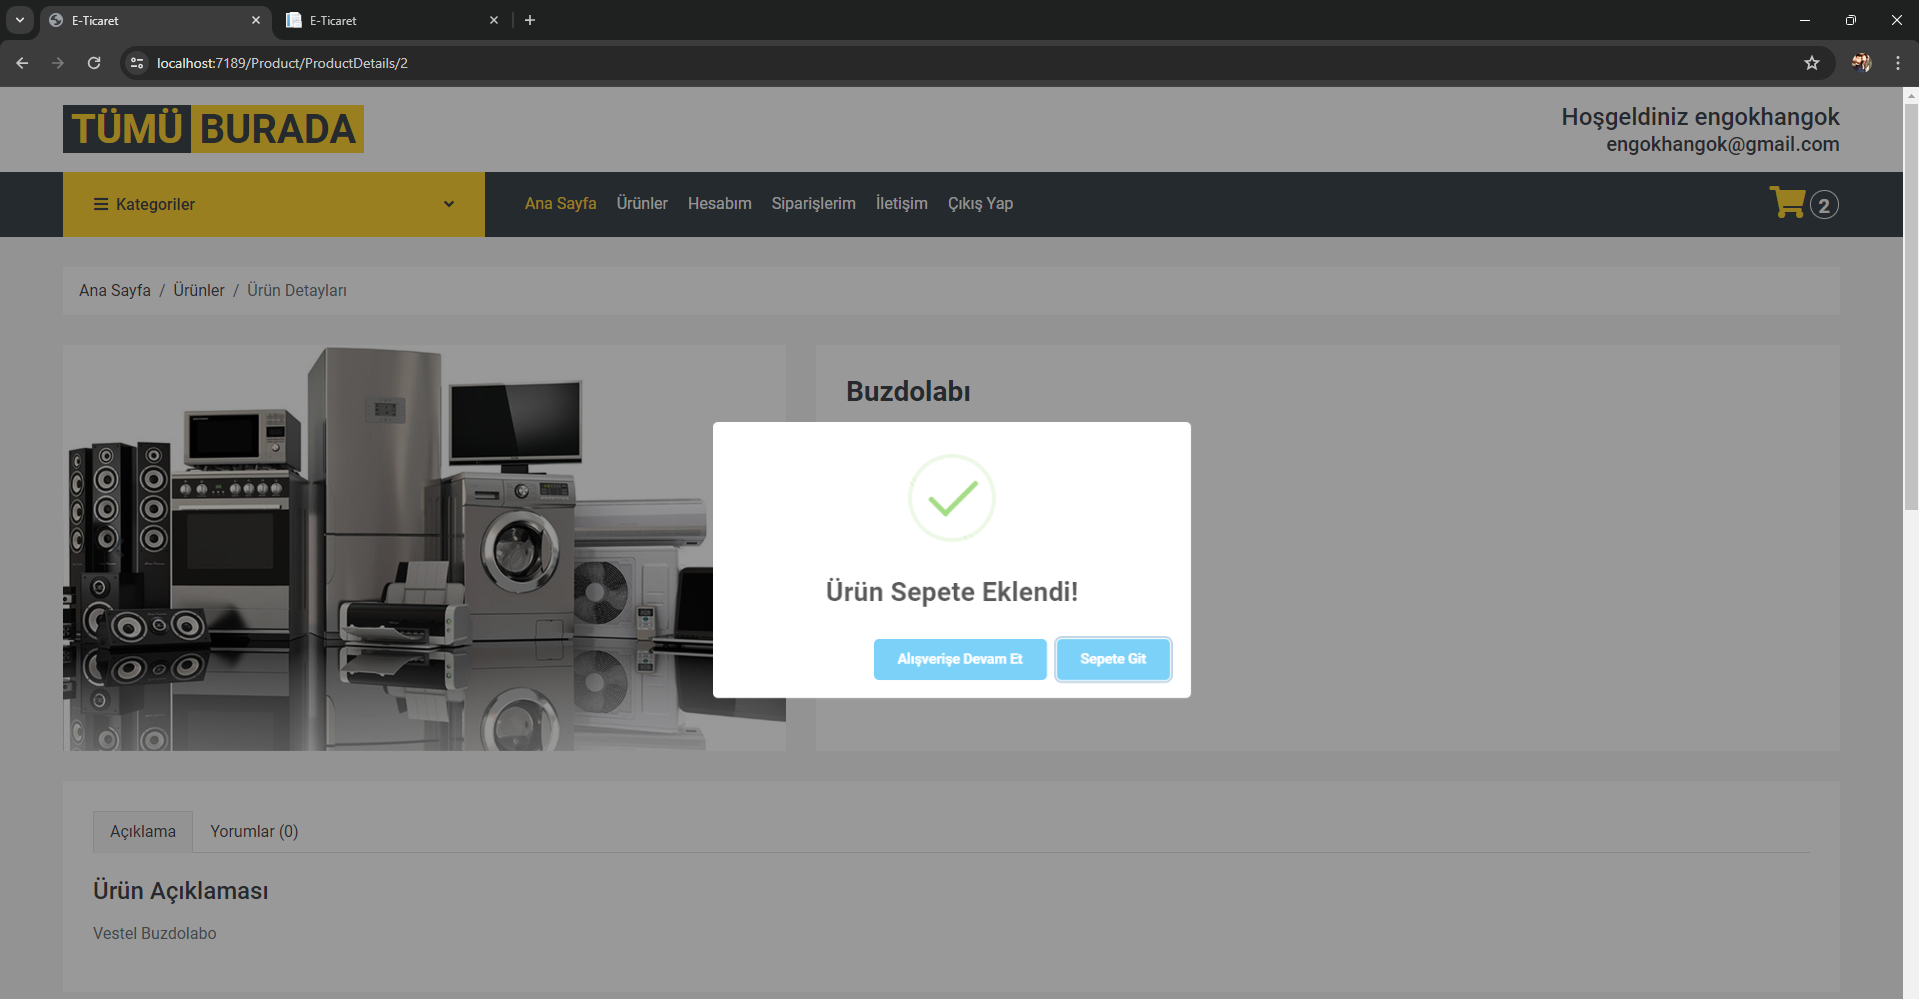 E-Ticaret
E-Ticaret
localhost:7189/Product/ProductDetails/2
TÜMÜ BURADA
Hoşgeldiniz engokhangok
engokhangok@gmail.com
Kategoriler
Ana Sayfa Ürünler Hesabım Siparişlerim İletişim Çıkış Yap
2
Ana Sayfa / Ürünler / Ürün Detayları
Buzdolabı
Ürün Sepete Eklendi!
Alışverişe Devam Et Sepete Git
Açıklama Yorumlar (0)
Ürün Açıklaması
Vestel Buzdolabo